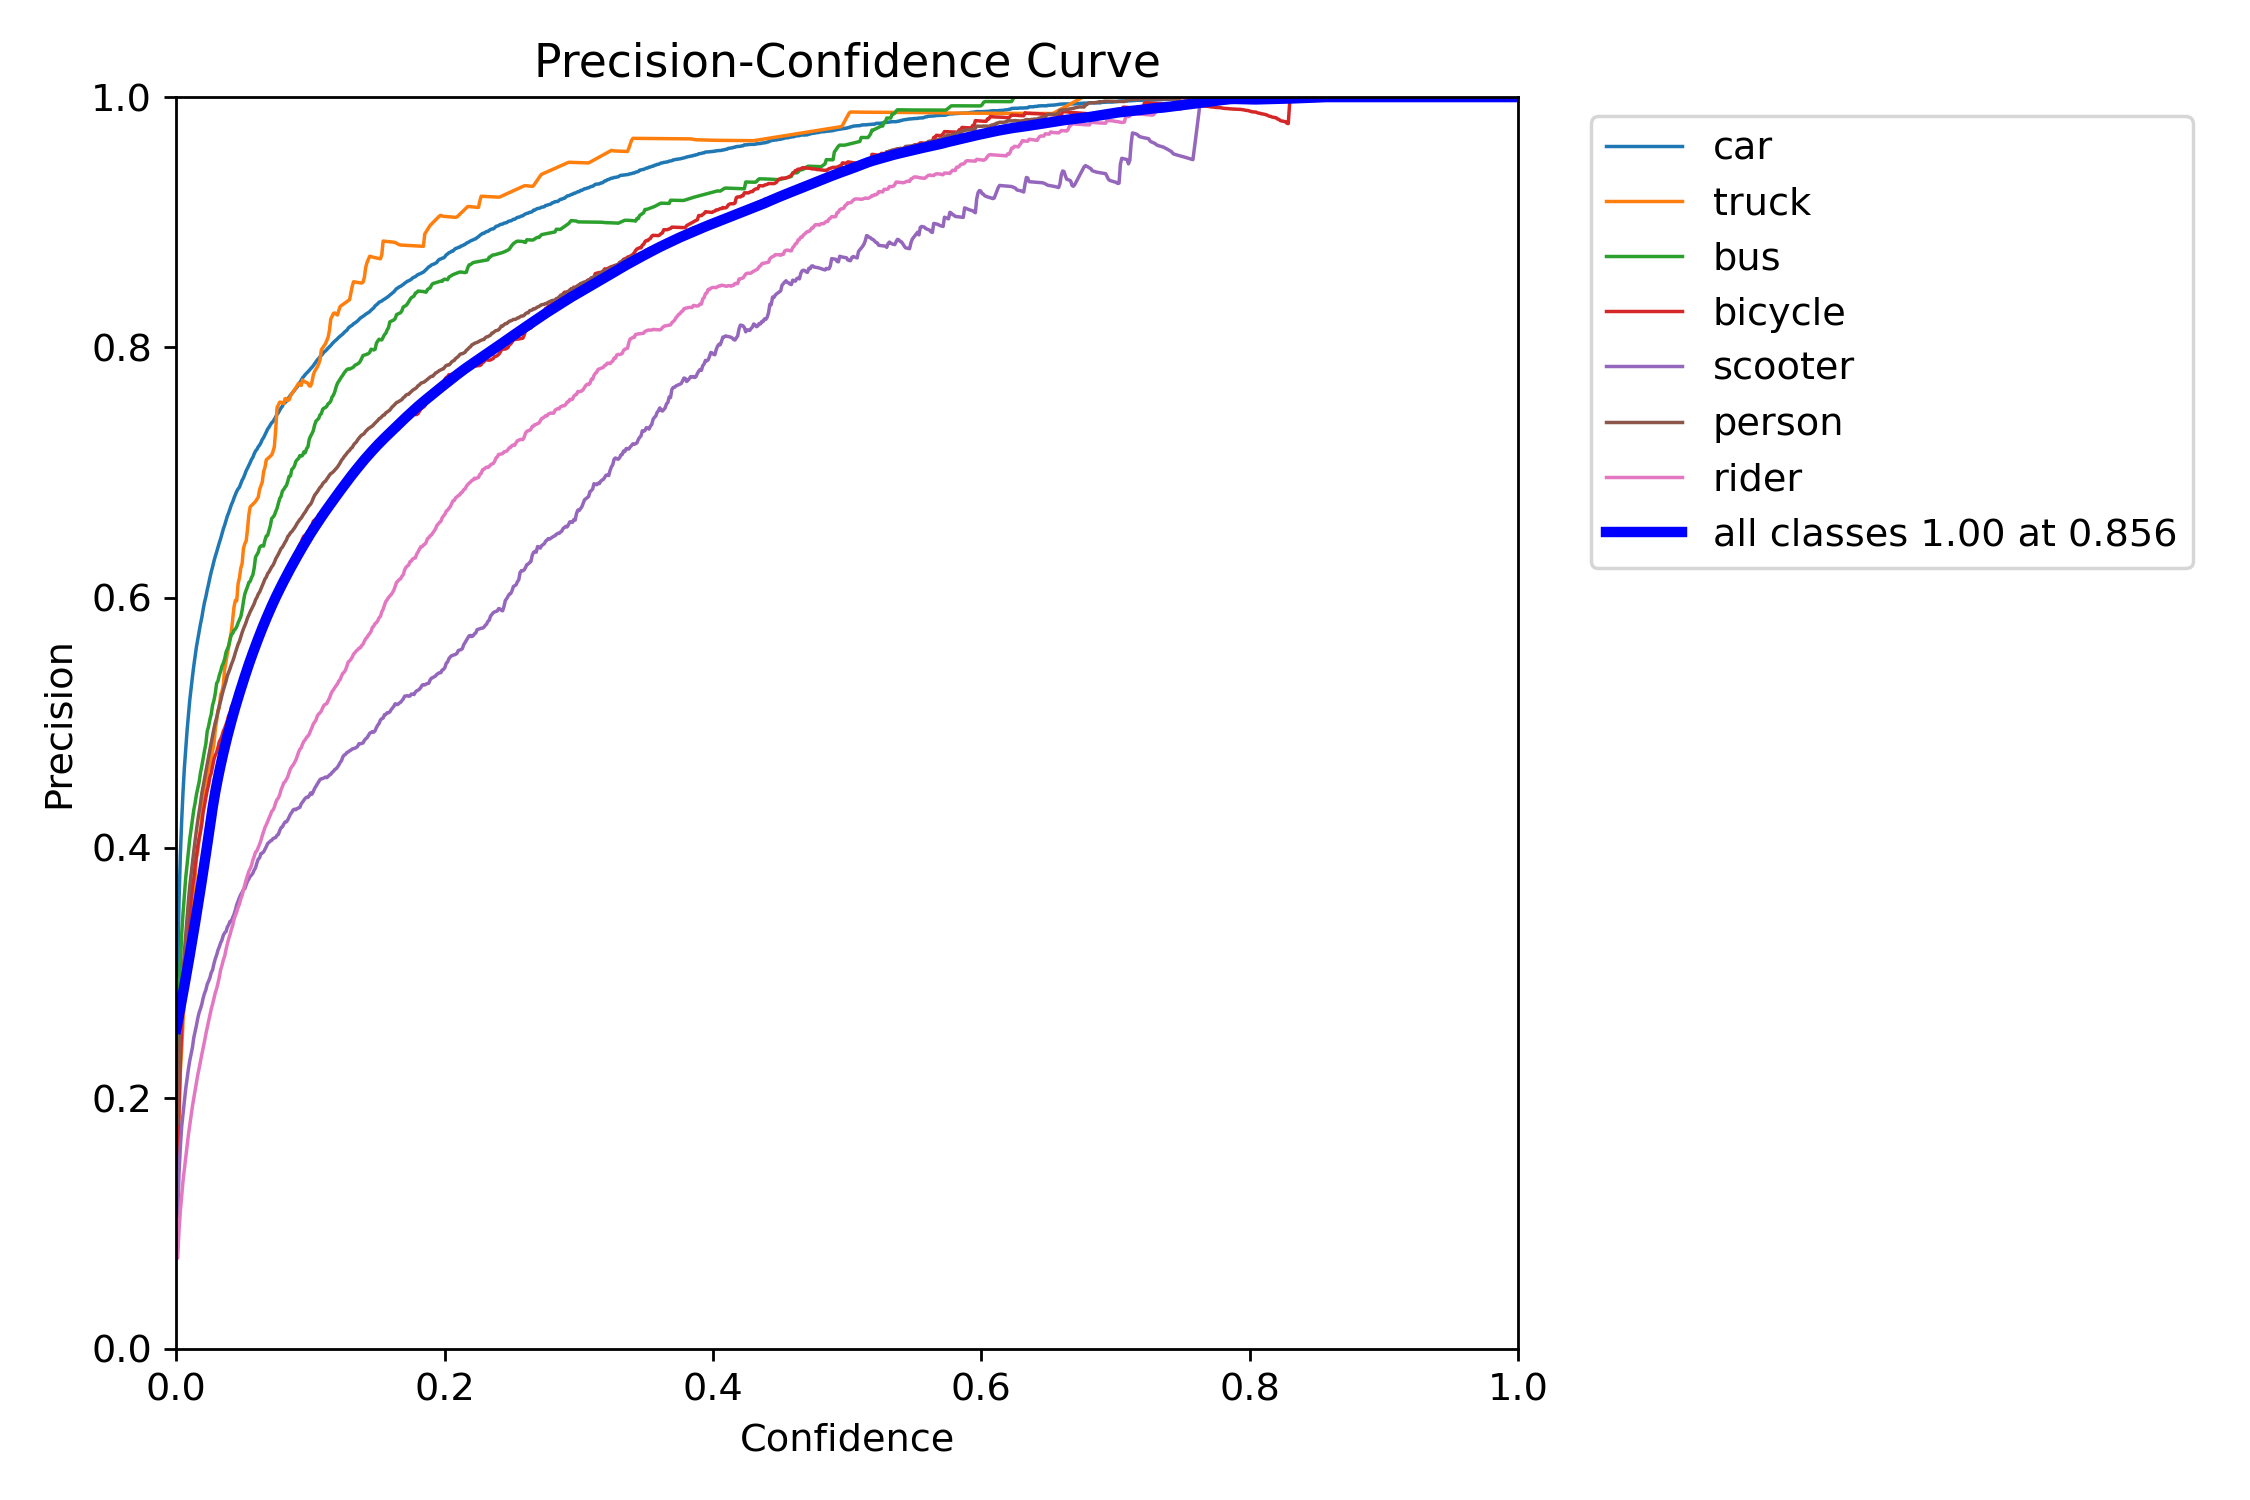 Precision-Confidence Curve
1.0
0.8
0.6
0.4
0.2
0.0
Precision
0.0 0.2 0.4 0.6 0.8 1.0
Confidence
car
truck
bus
bicycle
scooter
person
rider
all classes 1.00 at 0.856